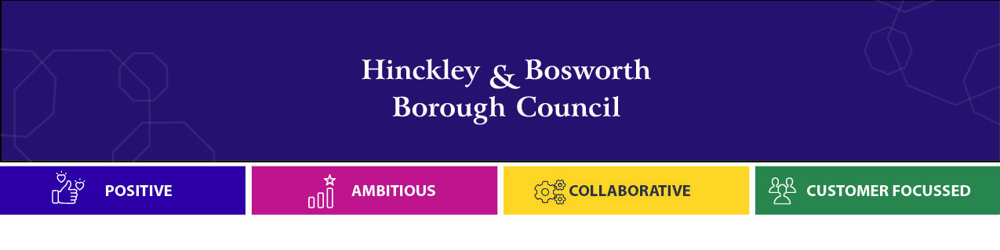 Hinckley & Bosworth
Borough Council
POSITIVE
AMBITIOUS
COLLABORATIVE
CUSTOMER FOCUSSED